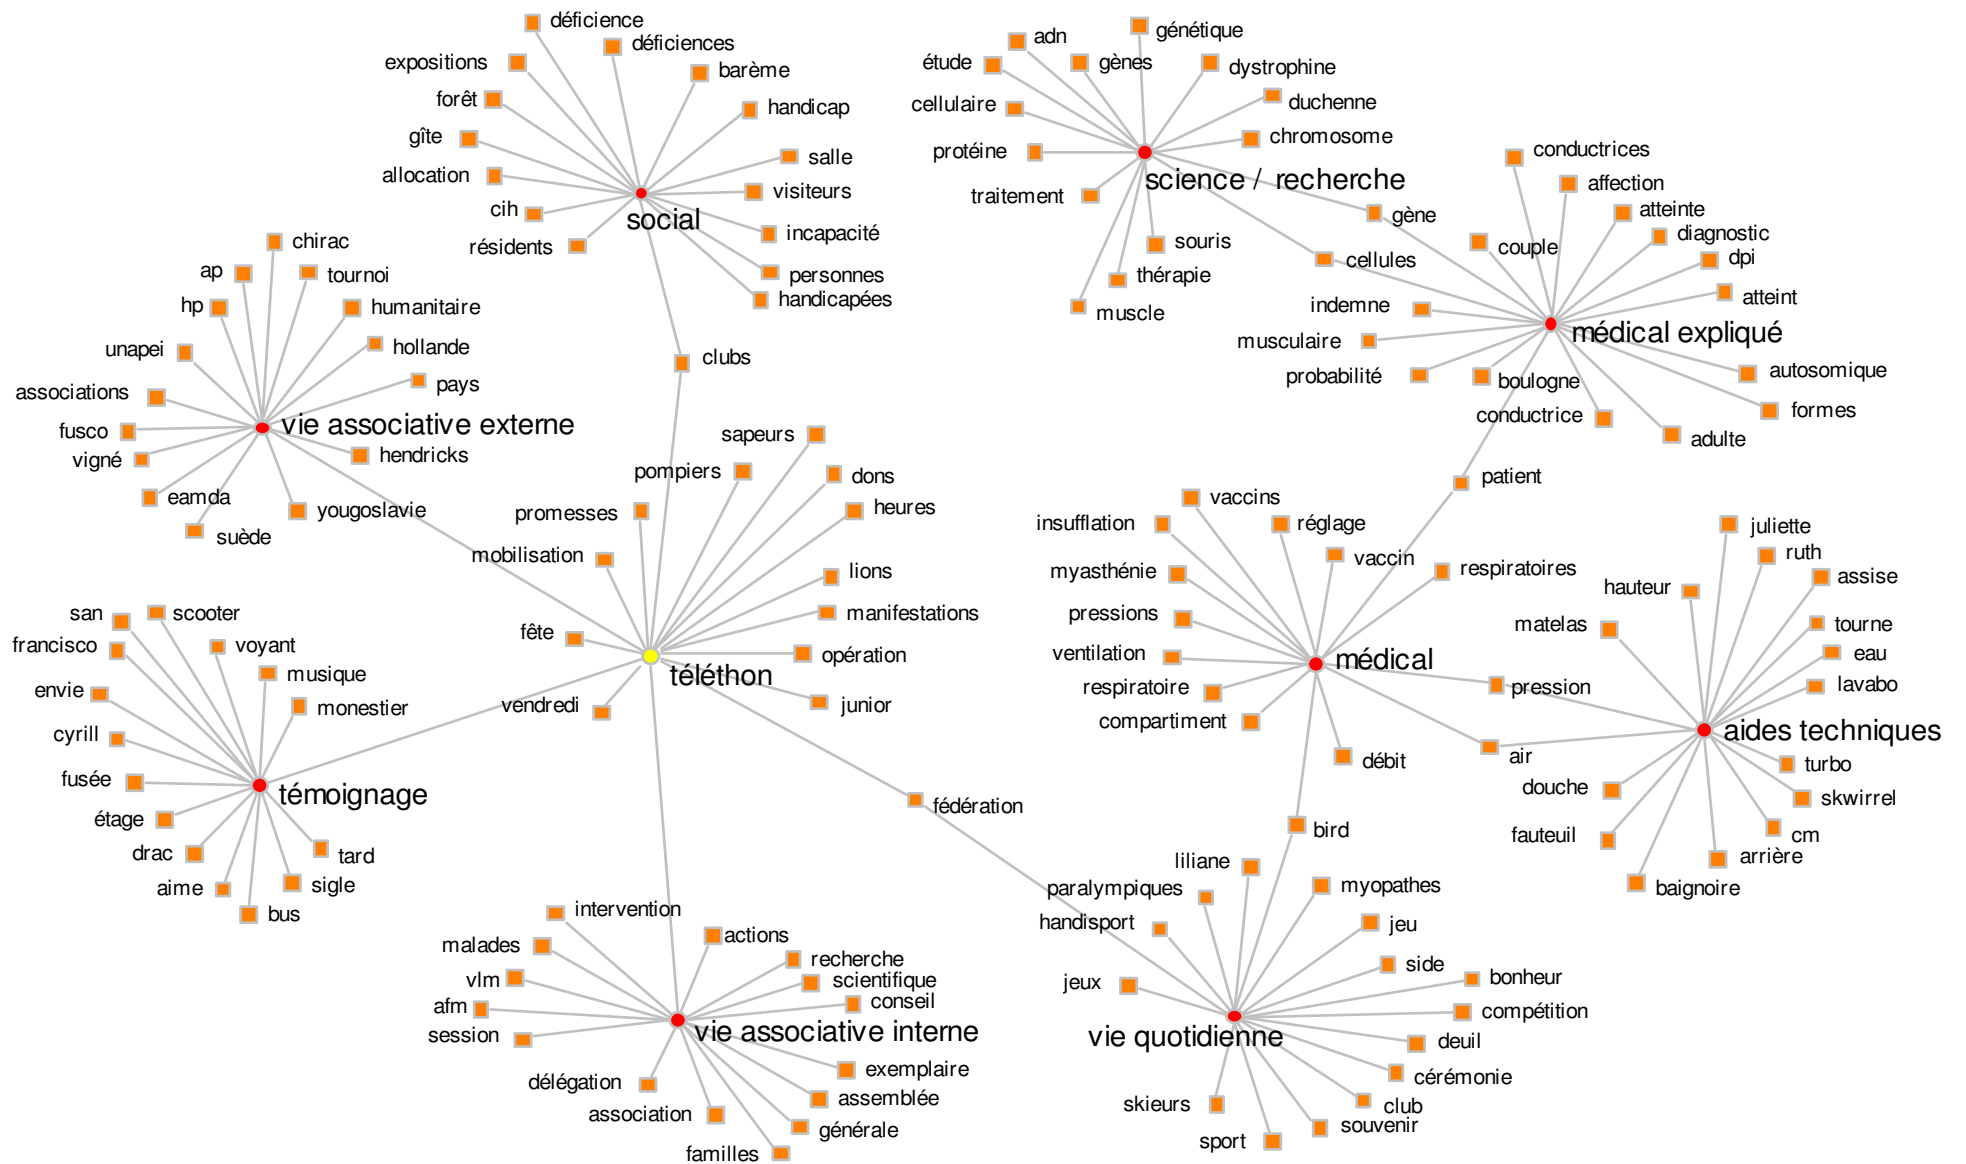 déficience
déficiences
expositions
barème
forêt
handicap
gîte
salle
allocation
visiteurs
cih
social
résidents
incapacité
personnes
handicapées
clubs
adn
génétique
étude
gènes
dystrophine
cellulaire
duchenne
protéine
chromosome
traitement
science / recherche
souris
thérapie
muscle
gène
cellules
conductrices
affection
atteinte
couple
diagnostic
dpi
indemne
atteint
musculaire
médical expliqué
probabilité
boulogne
autosomique
conductrice
formes
adulte
patient
chirac
ap
tournoi
hp
humanitaire
unapei
hollande
associations
pays
fusco
vie associative externe
vigné
hendricks
eamda
yougoslavie
suède
sapeurs
pompiers
dons
promesses
heures
mobilisation
lions
fête
manifestations
opération
téléthon
vendredi
junior
fédération
san
scooter
francisco
voyant
musique
envie
monestier
cyrill
fusée
témoignage
étage
drac
tard
aime
sigle
bus
vaccins
insufflation
réglage
myasthénie
vaccin
respiratoires
pressions
ventilation
médical
respiratoire
compartiment
débit
pression
air
bird
juliette
ruth
hauteur
assise
matelas
tourne
eau
lavabo
aides techniques
turbo
douche
skwirrel
fauteuil
cm
arrière
baignoire
intervention
malades
actions
recherche
vlm
scientifique
afm
conseil
session
vie associative interne
exemplaire
délégation
assemblée
association
générale
familles
liliane
paralympiques
myopathes
handisport
jeu
side
jeux
bonheur
compétition
vie quotidienne
deuil
cérémonie
skieurs
club
souvenir
sport